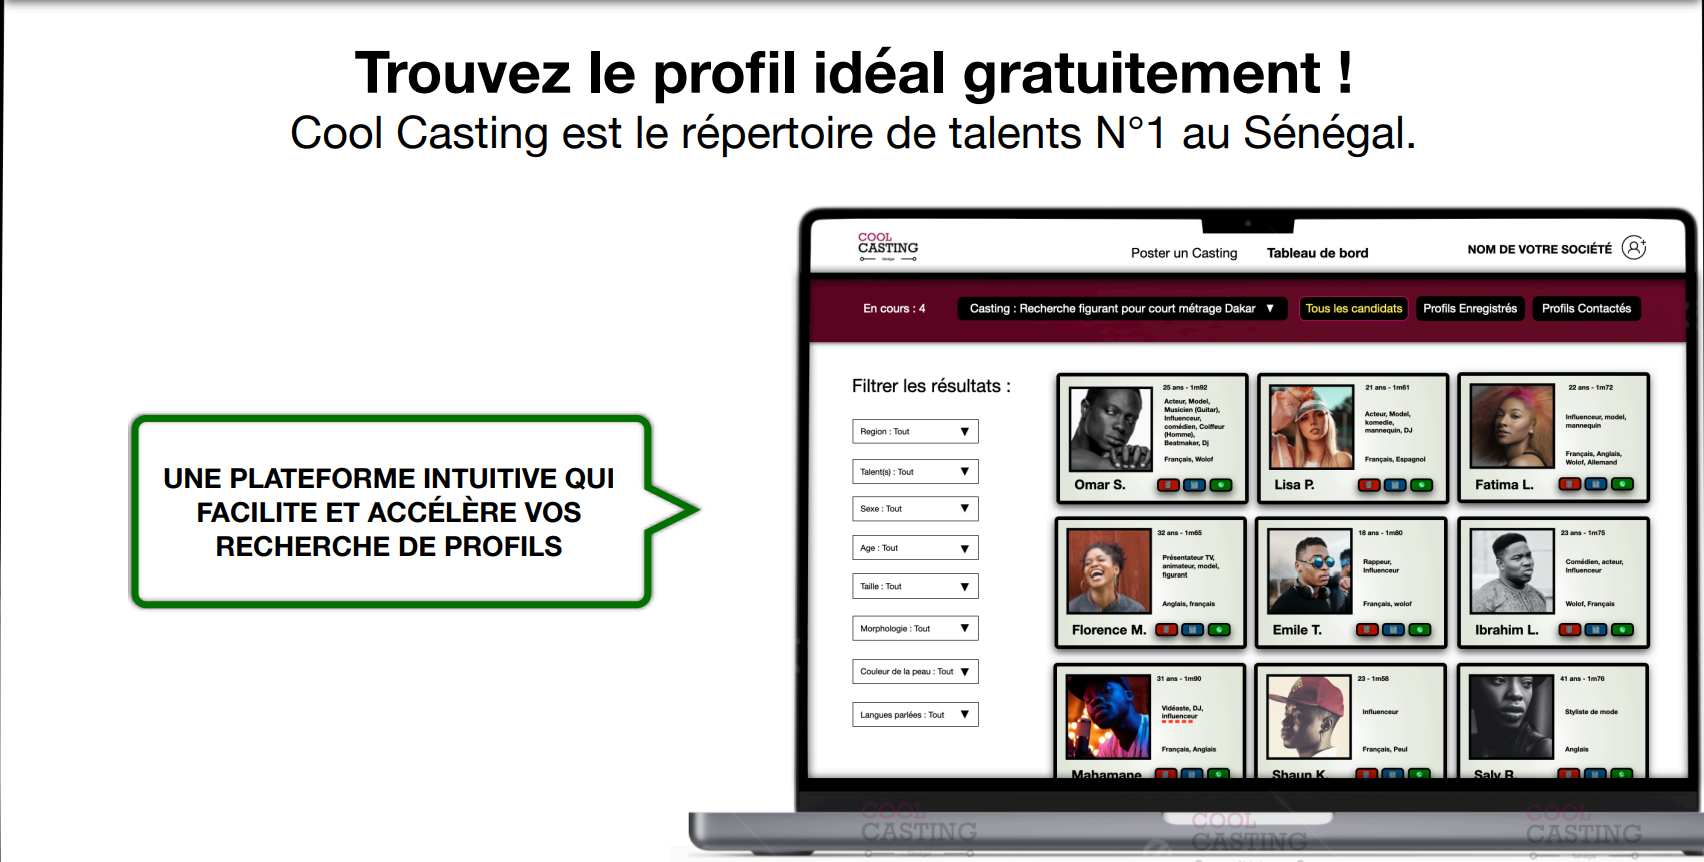 Trouvez le profil idéal gratuitement !
Cool Casting est le répertoire de talents N°1 au Sénégal.
UNE PLATEFORME INTUITIVE QUI
FACILITE ET ACCÉLÈRE VOS
RECHERCHE DE PROFILS
COOL
CASTING
Sénégal
Poster un Casting
Tableau de bord
NOM DE VOTRE SOCIÉTÉ
En cours : 4
Casting : Recherche figurant pour court métrage Dakar ▼
Tous les candidats
Profils Enregistrés
Profils Contactés
Filtrer les résultats :
Region : Tout ▼
Talent(s) : Tout ▼
Sexe : Tout ▼
Age : Tout ▼
Taille : Tout ▼
Morphologie : Tout ▼
Couleur de la peau : Tout ▼
Langues parlées : Tout ▼
25 ans - 1m92
Acteur, Model,
Musicien (Guitar),
Influenceur,
comédien, Coiffeur
(Homme),
Beatmaker, Dj
Français, Wolof
Omar S.
21 ans - 1m61
Acteur, Model,
komedie,
mannequin, DJ
Français, Espagnol
Lisa P.
22 ans - 1m72
Influenceur, model,
mannequin
Français, Anglais,
Wolof, Allemand
Fatima L.
32 ans - 1m65
Présentateur TV,
animateur, model,
figurant
Anglais, français
Florence M.
18 ans - 1m80
Rappeur,
Influenceur
Français, wolof
Emile T.
23 ans - 1m75
Comédien, acteur,
Influenceur
Wolof, Français
Ibrahim L.
31 ans - 1m90
Vidéaste, DJ,
influenceur
Français, Anglais
Mahamane
23 - 1m58
Influenceur
Français, Peul
Shaun K.
41 ans - 1m76
Styliste de mode
Anglais
Saly R.
COOL
CASTING
COOL
CASTING
COOL
CASTING